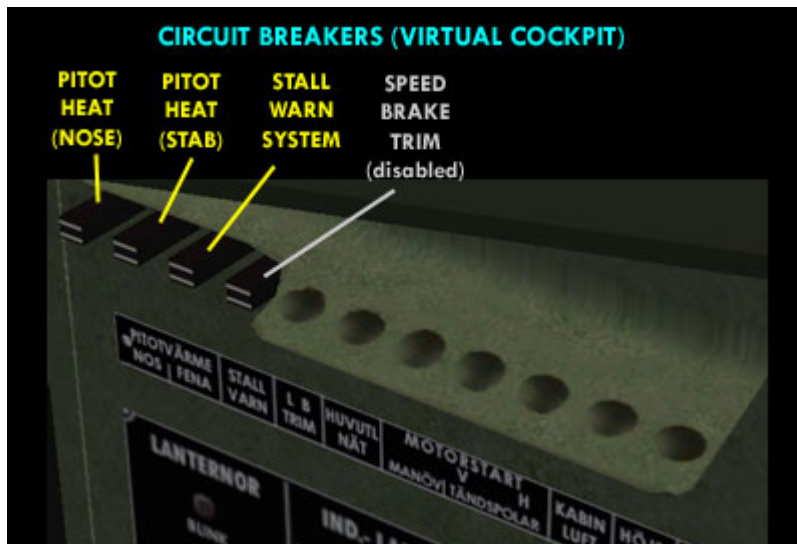 CIRCUIT BREAKERS (VIRTUAL COCKPIT)
PITOT
HEAT
(NOSE)
PITOT
HEAT
(STAB)
STALL
WARN
SYSTEM
SPEED
BRAKE
TRIM
(disabled)
PITOTVÄRME
NOS | FENA
STALL
VARN
L B
TRIM
HUVUTL
NÄT
MOTORSTART
V H
MANÖV| TÄNDSPOLAR
KABIN
LUFT
LANTERNOR
BLINK